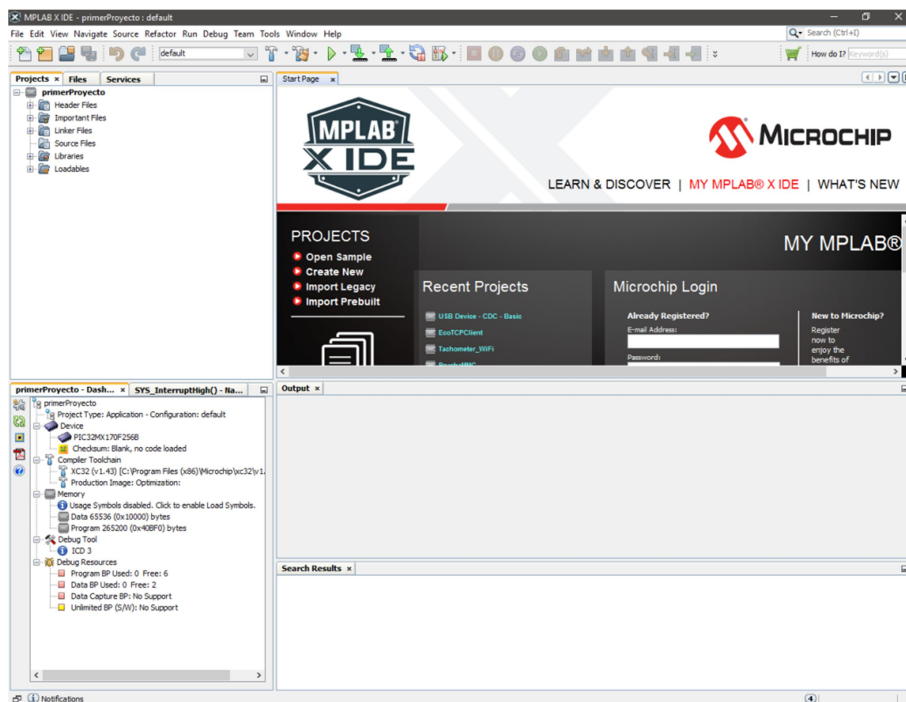 MPLAB X IDE - primerProyecto : default
File Edit View Navigate Source Refactor Run Debug Team Tools Window Help
Search (Ctrl+I)
default
How do I? Keyword(s)
Projects Files Services
primerProyecto
Header Files
Important Files
Linker Files
Source Files
Libraries
Loadables
Start Page
MPLAB®
X IDE
MICROCHIP
LEARN & DISCOVER | MY MPLAB® X IDE | WHAT'S NEW
PROJECTS
Open Sample
Create New
Import Legacy
Import Prebuilt
MY MPLAB®
Recent Projects
USB Device - CDC - Basic
EcoTCPClient
Tachometer_WiFi
Microchip Login
Already Registered?
E-mail Address:
Password:
New to Microchip?
Register
now to
enjoy the
benefits of
primerProyecto - Dash... SYS_InterruptHigh() - Na...
primerProyecto
Project Type: Application - Configuration: default
Device
PIC32MX170F256B
Checksum: Blank, no code loaded
Compiler Toolchain
XC32 (v1.43) [C:\Program Files (x86)\Microchip\xc32\v1.
Production Image: Optimization:
Memory
Usage Symbols disabled. Click to enable Load Symbols.
Data 65536 (0x10000) bytes
Program 265200 (0x40BF0) bytes
Debug Tool
ICD 3
Debug Resources
Program BP Used: 0 Free: 6
Data BP Used: 0 Free: 2
Data Capture BP: No Support
Unlimited BP (S/W): No Support
Output
Search Results
Notifications
4